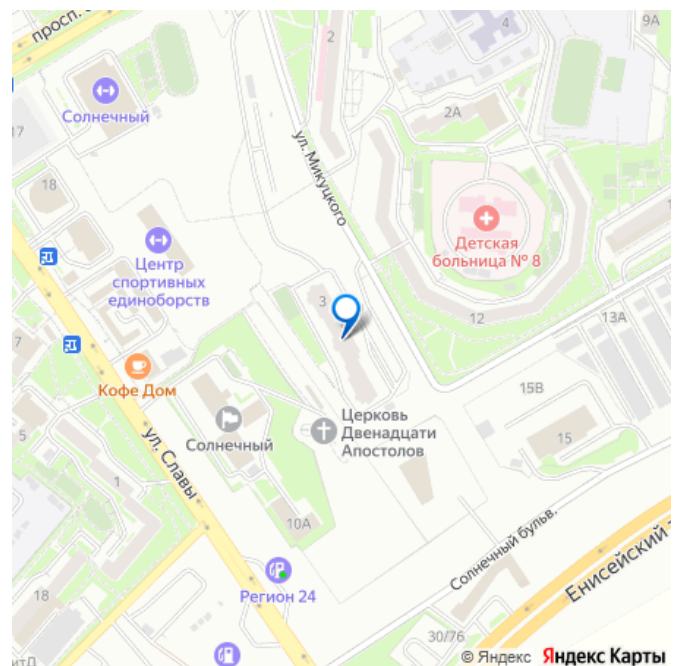 просп.
2
4
9А
Солнечный
17
2А
ул. Микуцкого
18
Детская
больница № 8
Центр
спортивных
единоборств
3
12
13А
7
Кофе Дом
15В
Церковь
Двенадцати
Апостолов
Солнечный
15
5
ул. Славы
1
10А
Солнечный бульв.
Енисейский
Регион 24
18
30/76
© Яндекс Яндекс Карты